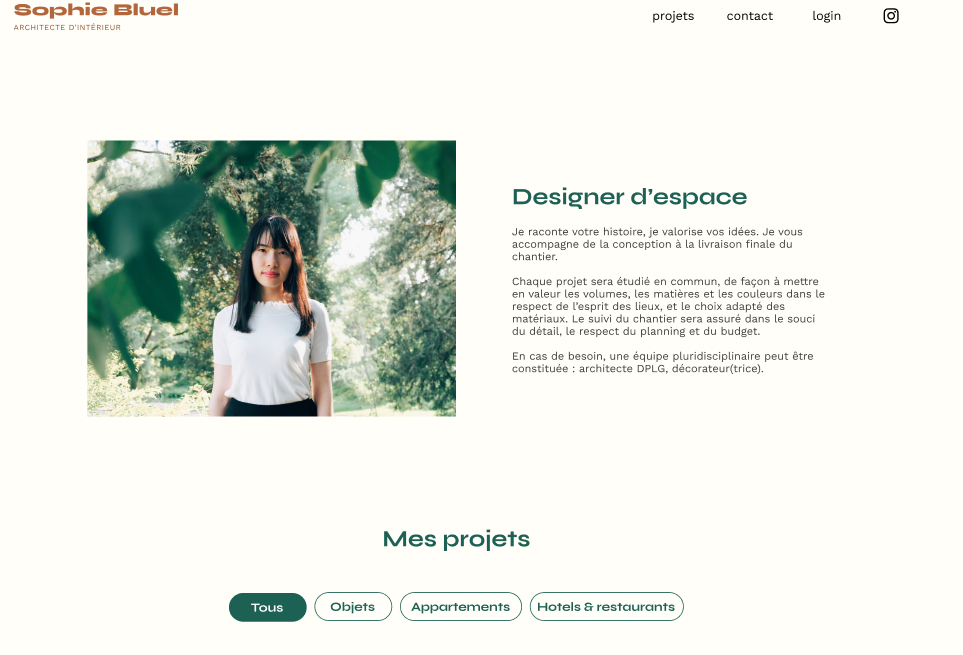 Sophie Bluel
ARCHITECTE D'INTÉRIEUR
projets contact login
Designer d’espace
Je raconte votre histoire, je valorise vos idées. Je vous
accompagne de la conception à la livraison finale du
chantier.
Chaque projet sera étudié en commun, de façon à mettre
en valeur les volumes, les matières et les couleurs dans le
respect de l’esprit des lieux, et le choix adapté des
matériaux. Le suivi du chantier sera assuré dans le souci
du détail, le respect du planning et du budget.
En cas de besoin, une équipe pluridisciplinaire peut être
constituée : architecte DPLG, décorateur(trice).
Mes projets
Tous Objets Appartements Hotels & restaurants